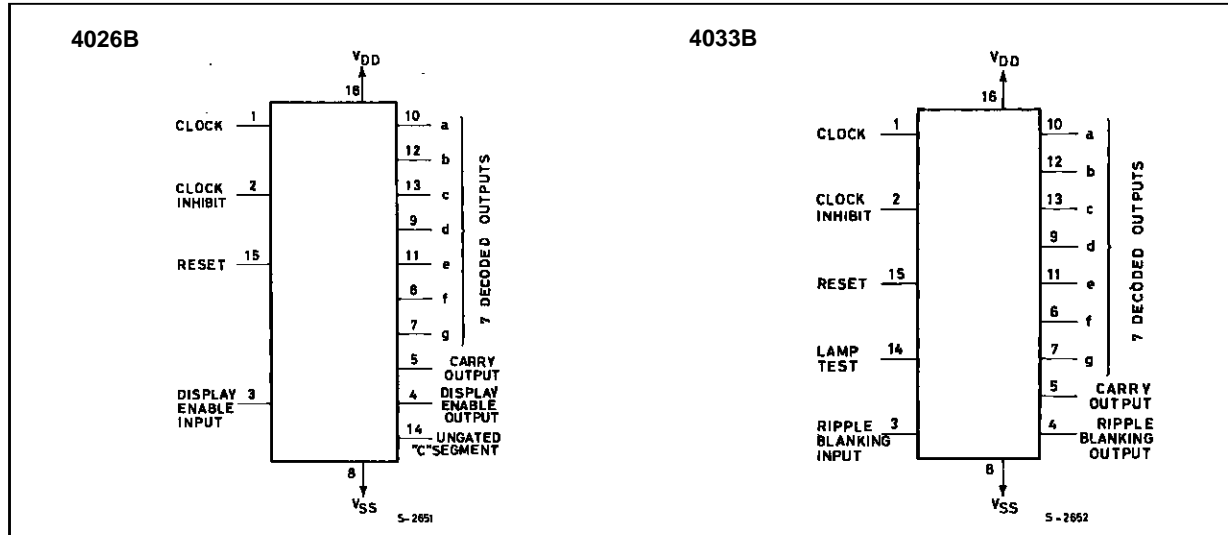 4026B
VDD
16
CLOCK 1
CLOCK INHIBIT 2
RESET 15
DISPLAY ENABLE INPUT 3
10 a
12 b
13 c
9 d
11 e
6 f
7 g
7 DECODED OUTPUTS
5 CARRY OUTPUT
4 DISPLAY ENABLE OUTPUT
14 UNGATED "C" SEGMENT
8
VSS
S-2651
4033B
VDD
16
CLOCK 1
CLOCK INHIBIT 2
RESET 15
LAMP TEST 14
RIPPLE BLANKING INPUT 3
10 a
12 b
13 c
9 d
11 e
6 f
7 g
7 DECODED OUTPUTS
5 CARRY OUTPUT
4 RIPPLE BLANKING OUTPUT
8
VSS
S-2652